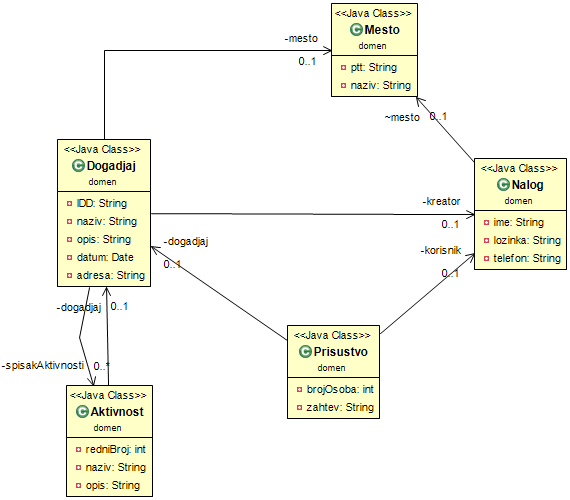 <<Java Class>>
Mesto
domen
ptt: String
naziv: String
-mesto
0..1
~mesto
0..1
<<Java Class>>
Dogadjaj
domen
IDD: String
naziv: String
opis: String
datum: Date
adresa: String
<<Java Class>>
Nalog
domen
ime: String
lozinka: String
telefon: String
-kreator
0..1
-dogadjaj
0..1
-korisnik
0..1
-dogadjaj
0..1
-spisakAktivnosti
0..*
<<Java Class>>
Prisustvo
domen
brojOsoba: int
zahtev: String
<<Java Class>>
Aktivnost
domen
redniBroj: int
naziv: String
opis: String